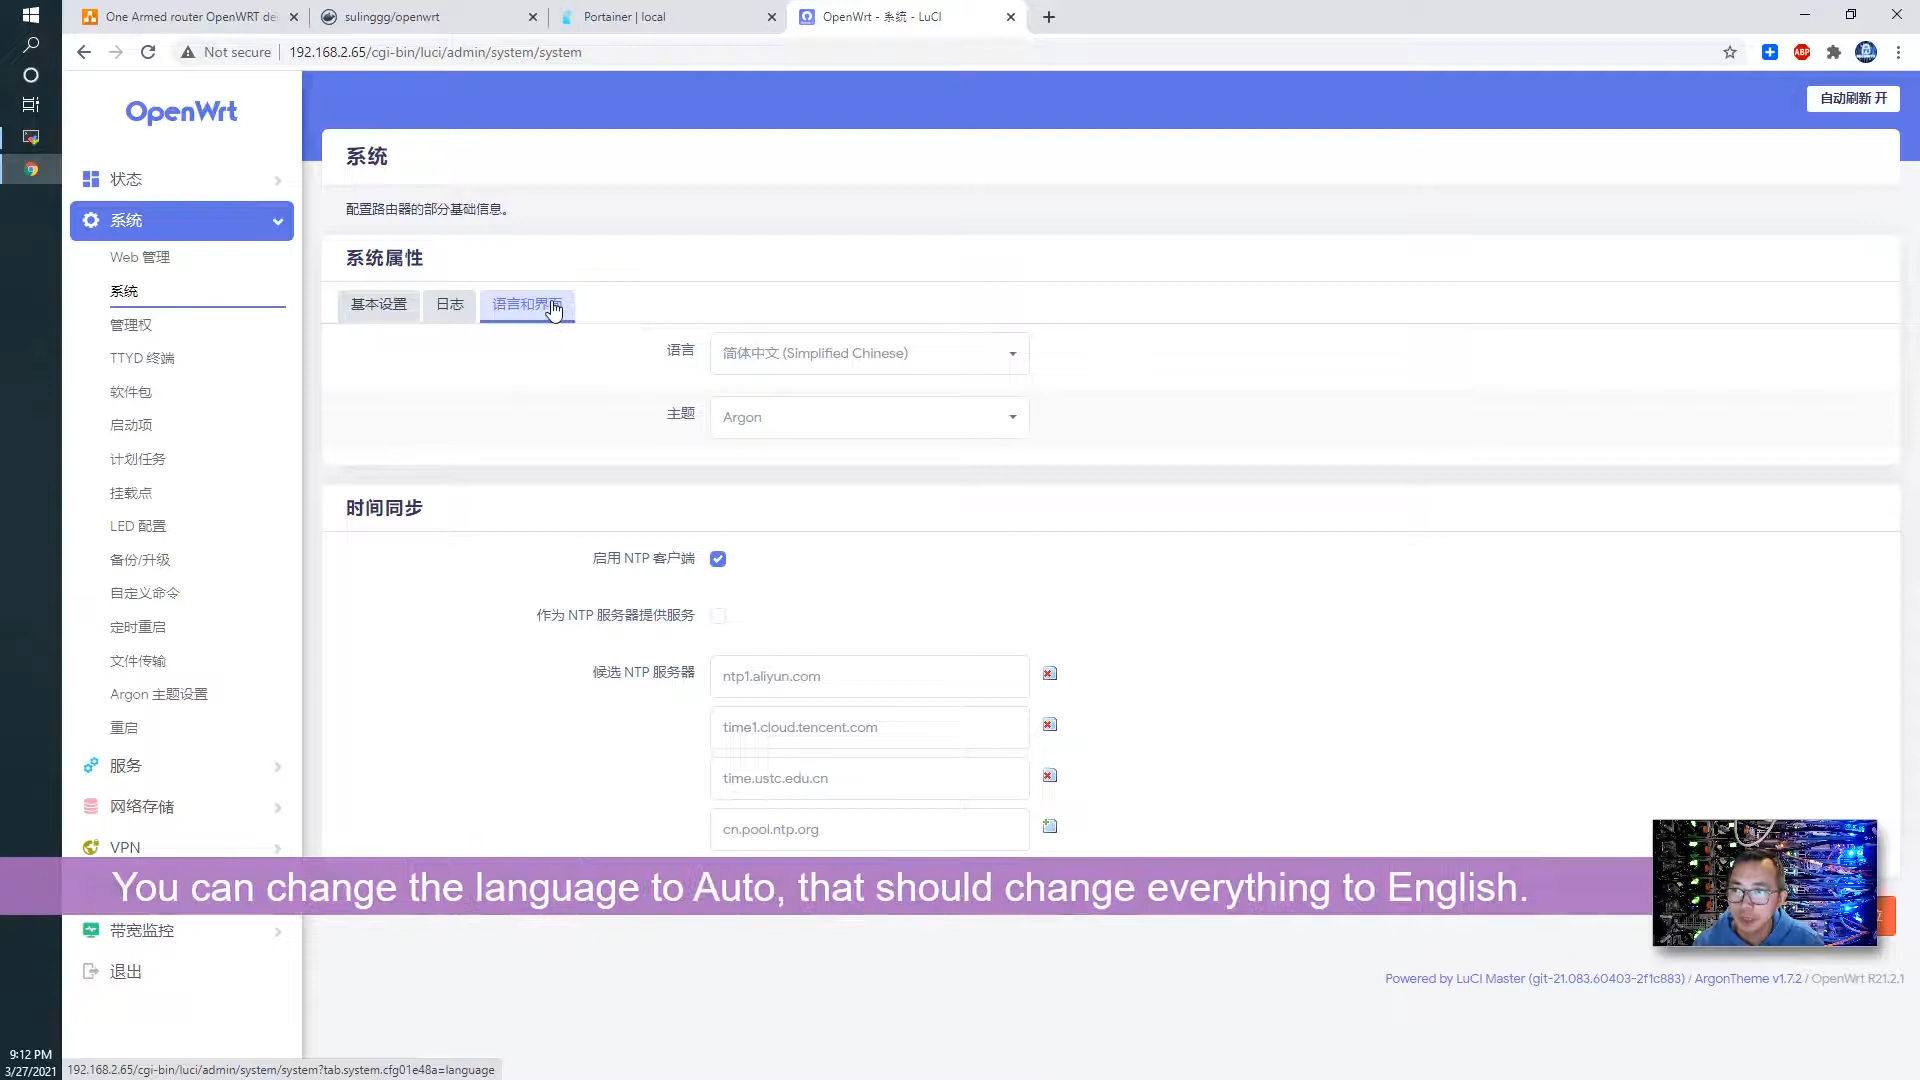 One Armed router OpenWRT de
sulinggg/openwrt
Portainer | local
OpenWrt - 系统 - LuCI
Not secure
192.168.2.65/cgi-bin/luci/admin/system/system
ABP
OpenWrt
自动刷新 开
状态
系统
Web 管理
系统
管理权
TTYD 终端
软件包
启动项
计划任务
挂载点
LED 配置
备份/升级
自定义命令
定时重启
文件传输
Argon 主题设置
重启
服务
网络存储
VPN
带宽监控
退出
系统
配置路由器的部分基础信息。
系统属性
基本设置
日志
语言和界面
语言
简体中文 (Simplified Chinese)
主题
Argon
时间同步
启用 NTP 客户端
作为 NTP 服务器提供服务
候选 NTP 服务器
ntp1.aliyun.com
time1.cloud.tencent.com
time.ustc.edu.cn
cn.pool.ntp.org
You can change the language to Auto, that should change everything to English.
Powered by LuCI Master (git-21.083.60403-2f1c883) / ArgonTheme v1.7.2 / OpenWrt R21.2.1
9:12 PM
3/27/2021
192.168.2.65/cgi-bin/luci/admin/system/system?tab.system.cfg01e48a=language